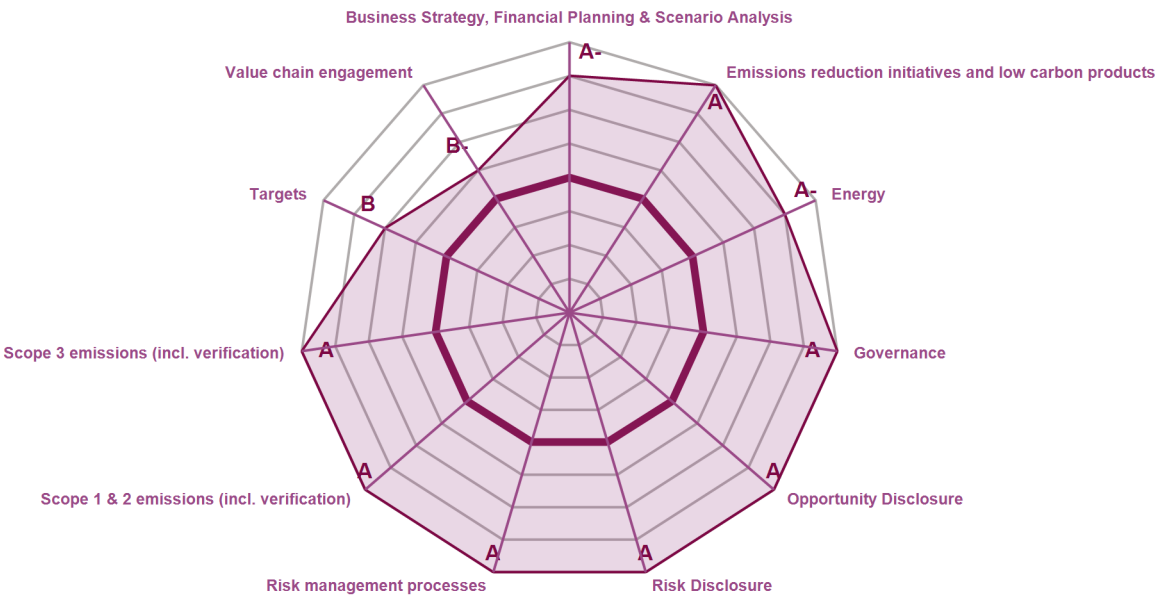 Business Strategy, Financial Planning & Scenario Analysis
A-
Value chain engagement
Emissions reduction initiatives and low carbon products
A
B-
Targets
B
A-
Energy
Scope 3 emissions (incl. verification)
A
A
Governance
A
A
Scope 1 & 2 emissions (incl. verification)
Opportunity Disclosure
A
A
Risk management processes
Risk Disclosure